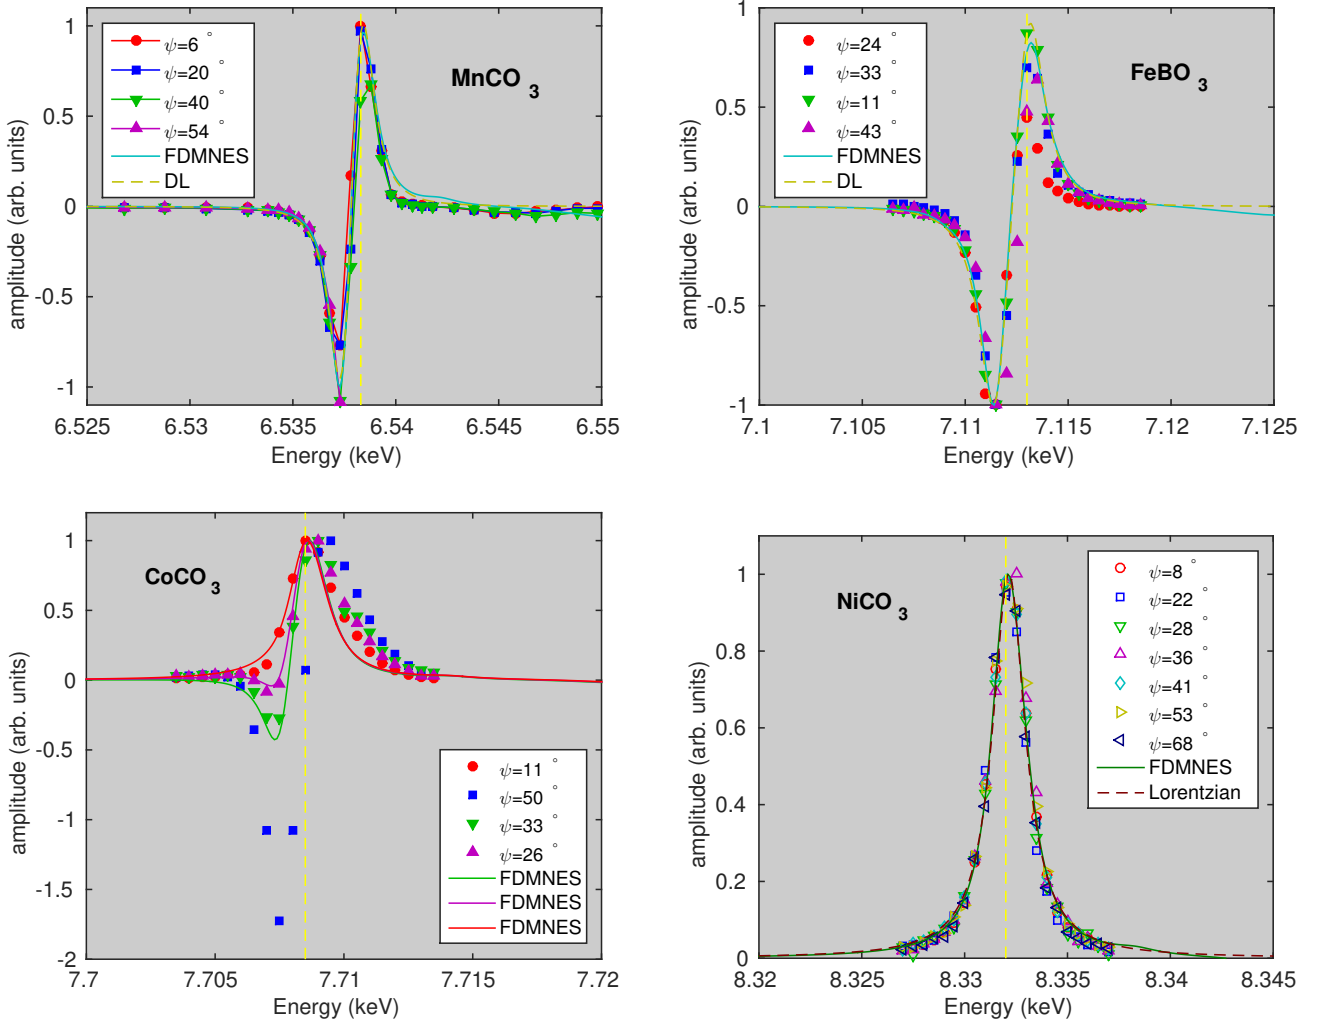 MnCO3
ψ=6 °
ψ=20 °
ψ=40 °
ψ=54 °
FDMNES
DL
1
0.5
0
-0.5
-1
amplitude (arb. units)
6.525 6.53 6.535 6.54 6.545 6.55
Energy (keV)
FeBO3
ψ=24 °
ψ=33 °
ψ=11 °
ψ=43 °
FDMNES
DL
1
0.5
0
-0.5
-1
amplitude (arb. units)
7.1 7.105 7.11 7.115 7.12 7.125
Energy (keV)
CoCO3
ψ=11 °
ψ=50 °
ψ=33 °
ψ=26 °
FDMNES
FDMNES
FDMNES
1
0.5
0
-0.5
-1
-1.5
-2
amplitude (arb. units)
7.7 7.705 7.71 7.715 7.72
Energy (keV)
NiCO3
ψ=8 °
ψ=22 °
ψ=28 °
ψ=36 °
ψ=41 °
ψ=53 °
ψ=68 °
FDMNES
Lorentzian
1
0.8
0.6
0.4
0.2
0
amplitude (arb. units)
8.32 8.325 8.33 8.335 8.34 8.345
Energy (keV)